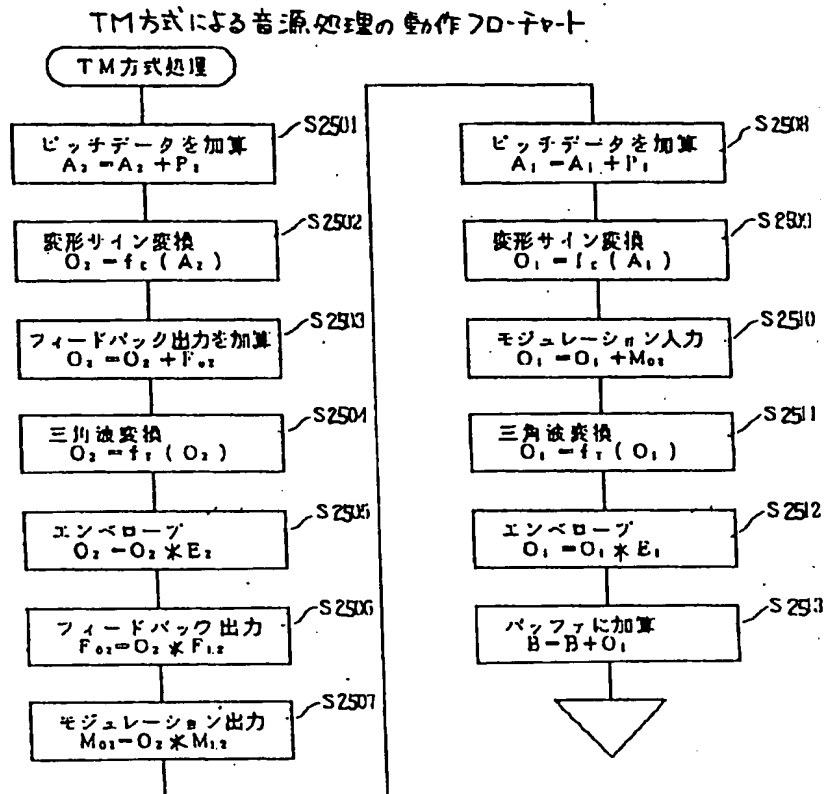 TM方式による音源処理の動作フローチャート
TM方式処理
S2501
ピッチデータを加算
A₂=A₂+P₂
S2502
変形サイン変換
O₂=fc(A₂)
S2503
フィードバック出力を加算
O₂=O₂+F₀₂
S2504
三角波変換
O₂=fT(O₂)
S2505
エンベロープ
O₂=O₂*E₂
S2506
フィードバック出力
F₀₂=O₂*FL₂
S2507
モジュレーション出力
M₀₂=O₂*ML₂
S2508
ピッチデータを加算
A₁=A₁+P₁
S2509
変形サイン変換
O₁=fc(A₁)
S2510
モジュレーション入力
O₁=O₁+M₀₂
S2511
三角波変換
O₁=fT(O₁)
S2512
エンベロープ
O₁=O₁*E₁
S2513
バッファに加算
B=B+O₁